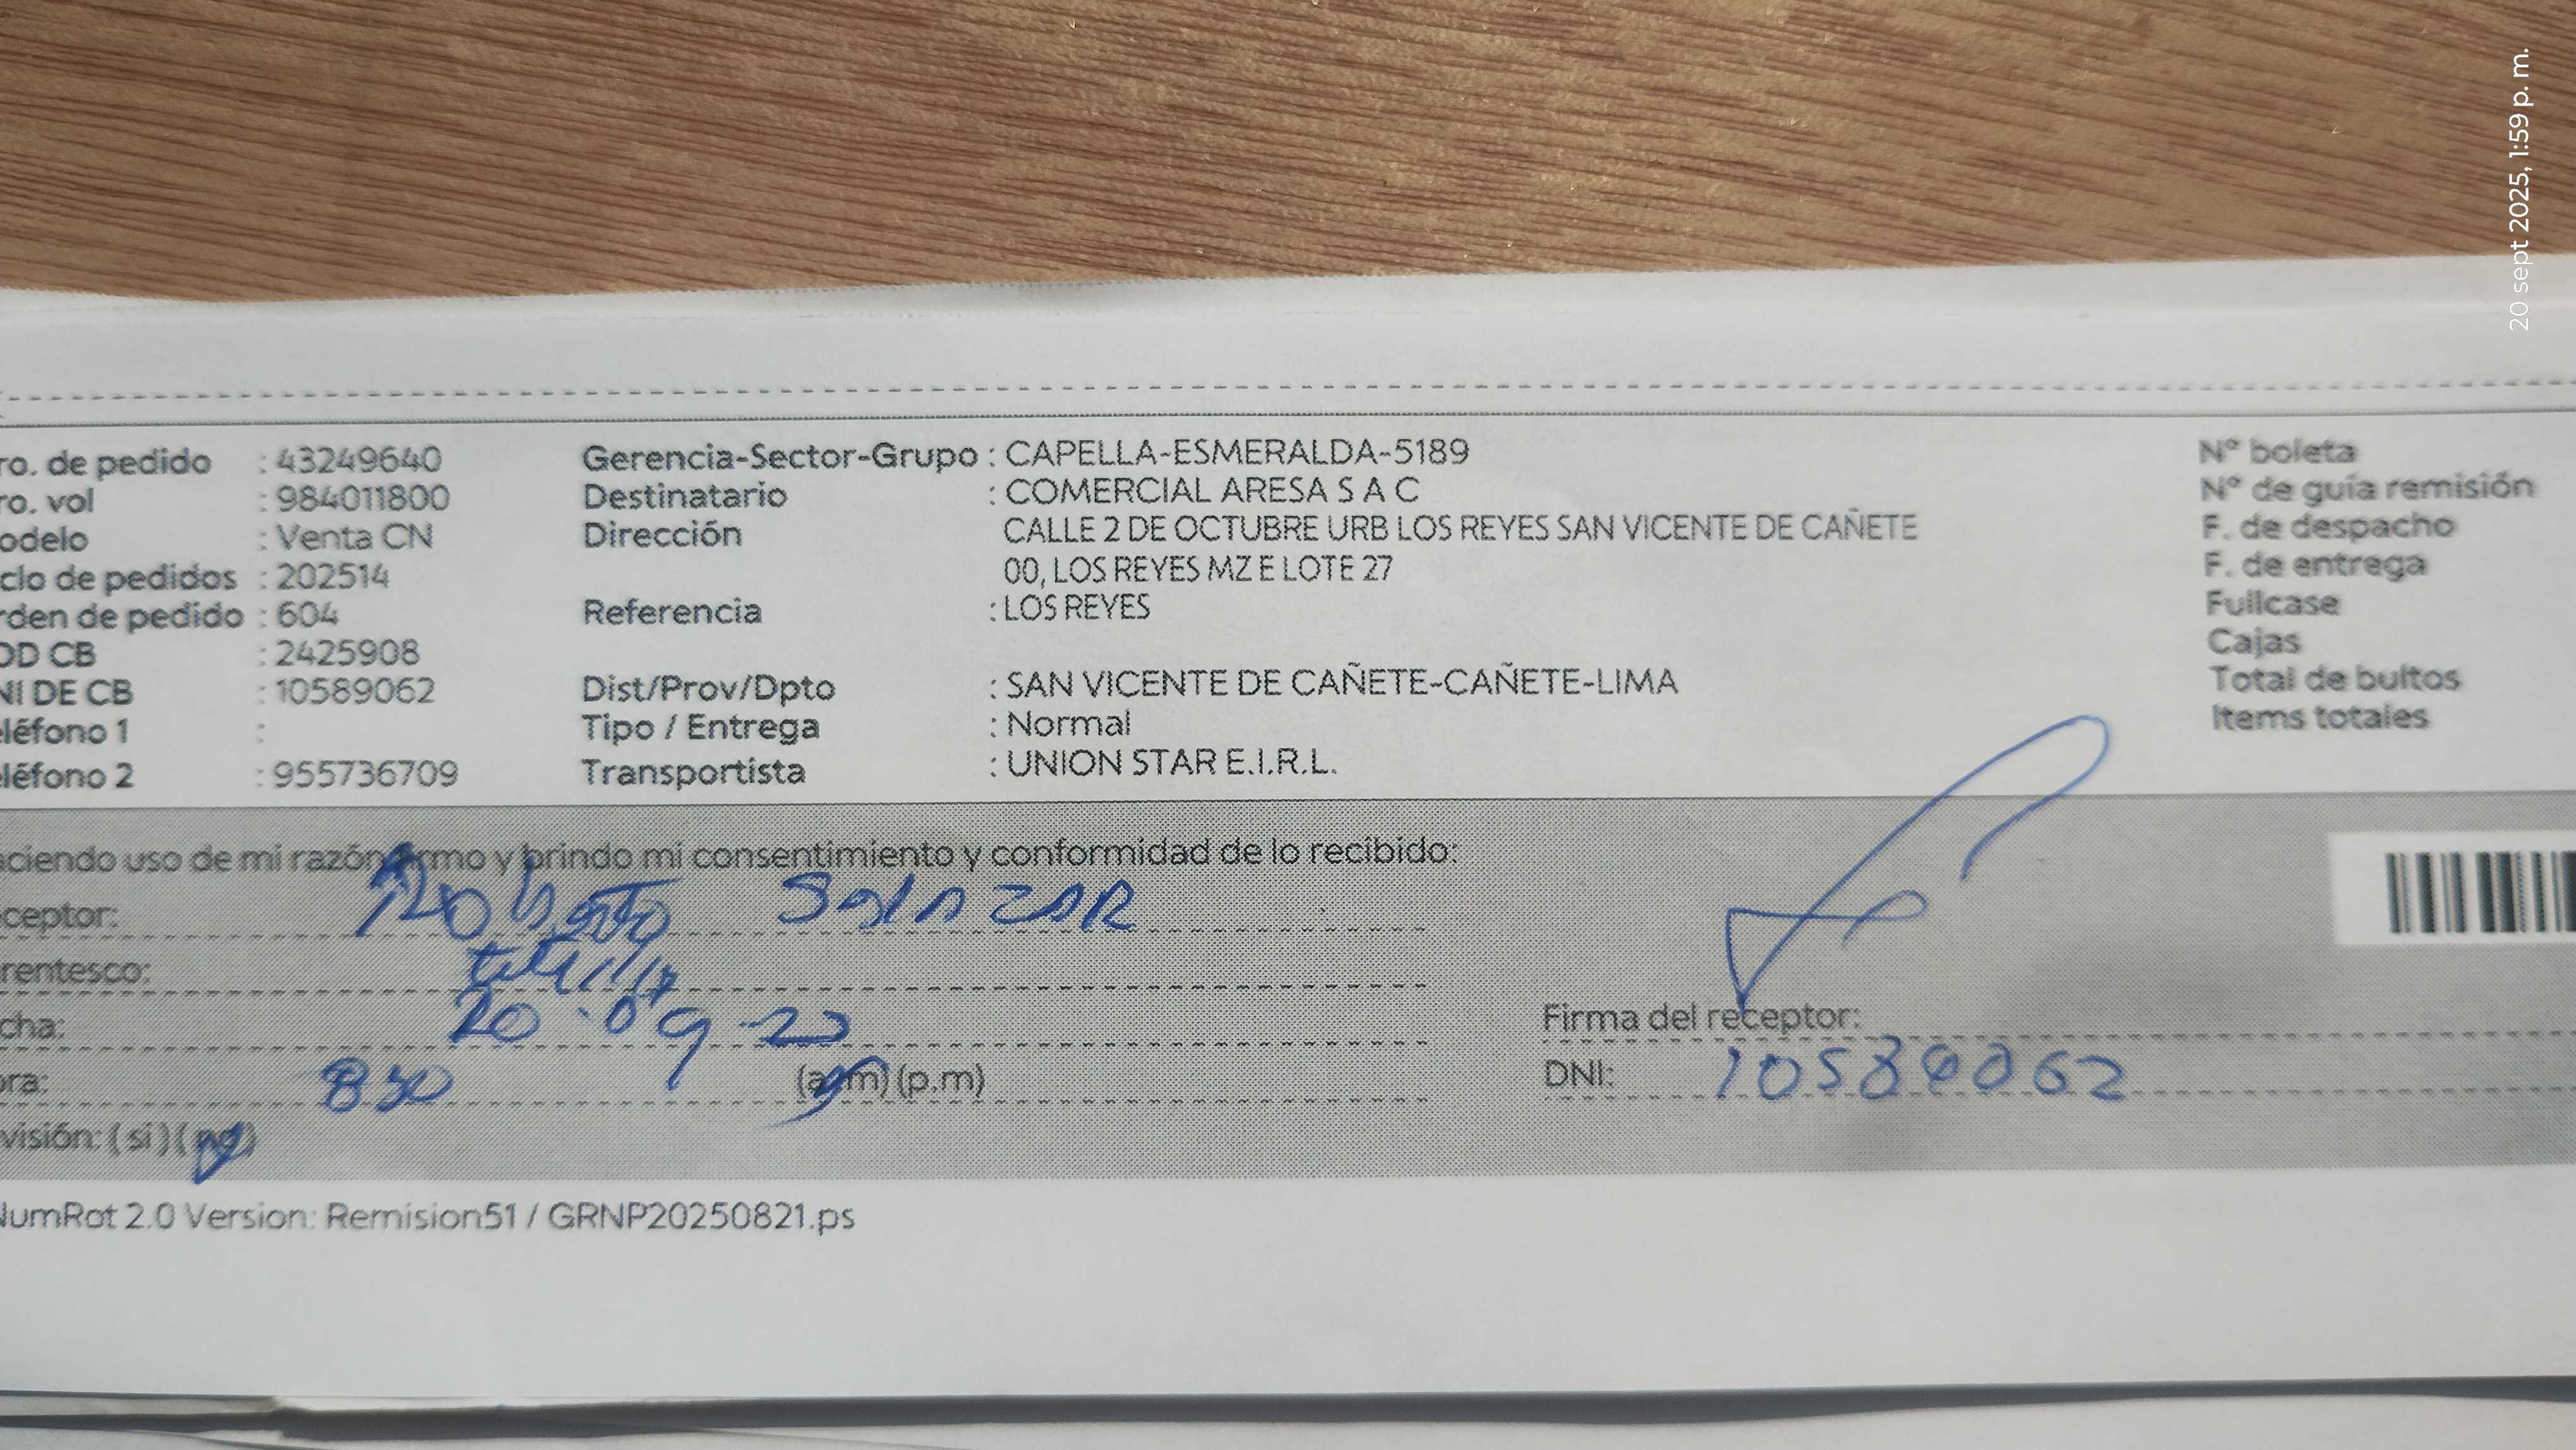 20 sept 2025, 1:59 p. m.
ro. de pedido : 43249640
ro. vol : 984011800
odelo : Venta CN
clo de pedidos : 202514
rden de pedido : 604
OD CB : 2425908
NI DE CB : 10589062
eléfono 1 :
eléfono 2 : 955736709
Gerencia-Sector-Grupo : CAPELLA-ESMERALDA-5189
Destinatario : COMERCIAL ARESA S A C
Dirección CALLE 2 DE OCTUBRE URB LOS REYES SAN VICENTE DE CAÑETE
00, LOS REYES MZ E LOTE 27
Referencia : LOS REYES
Dist/Prov/Dpto : SAN VICENTE DE CAÑETE-CAÑETE-LIMA
Tipo / Entrega : Normal
Transportista : UNION STAR E.I.R.L.
N° boleta
N° de guía remisión
F. de despacho
F. de entrega
Fullcase
Cajas
Total de bultos
Items totales
aciendo uso de mi razón firmo y brindo mi consentimiento y conformidad de lo recibido:
ceptor: Roberto SALAZAR
rentesco:
cha: 20-09-25
ora: 830 (a.m) (p.m)
visión: ( si ) ( no )
Firma del receptor:
DNI: 10589062
NumRot 2.0 Version: Remision51 / GRNP20250821.ps